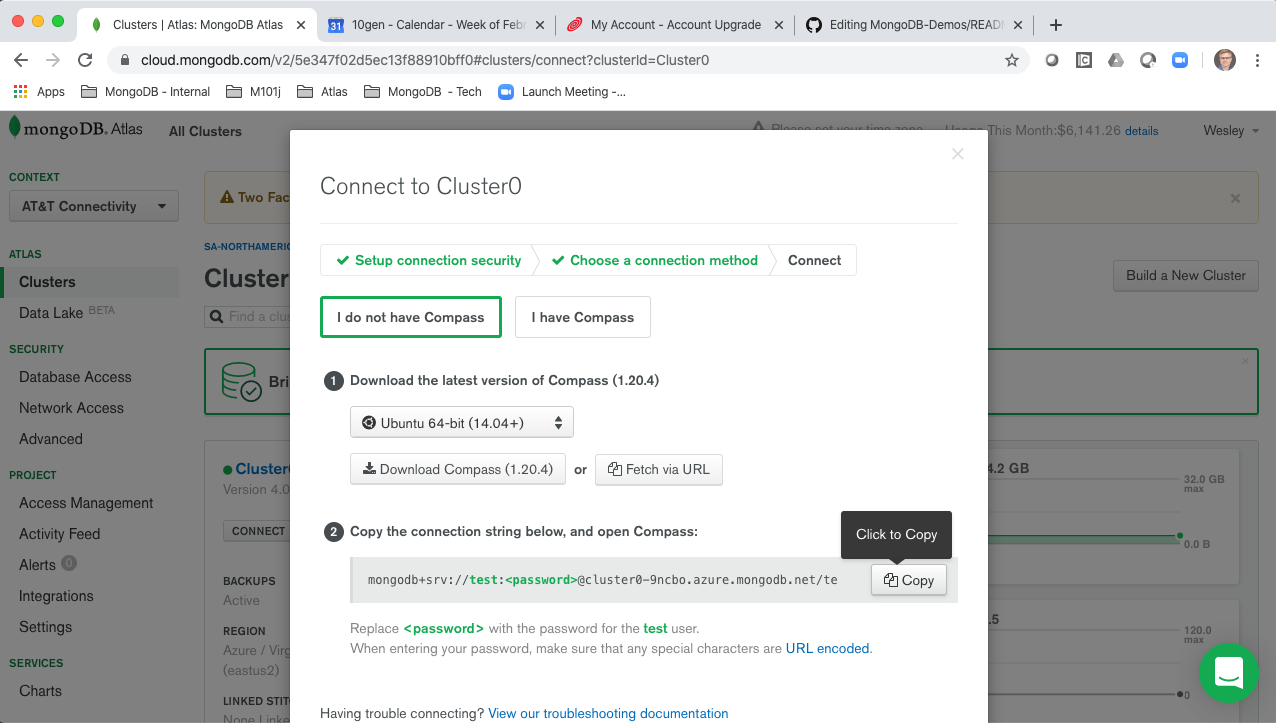 Clusters | Atlas: MongoDB Atlas
31
10gen - Calendar - Week of Febr
My Account - Account Upgrade
Editing MongoDB-Demos/READM
cloud.mongodb.com/v2/5e347f02d5ec13f88910bff0#clusters/connect?clusterId=Cluster0
Apps
MongoDB - Internal
M101j
Atlas
MongoDB - Tech
Launch Meeting -...
mongoDB. Atlas
All Clusters
Please set your time zone
Usage This Month:$6,141.26 details
Wesley
CONTEXT
AT&T Connectivity
ATLAS
Clusters
Data Lake BETA
SECURITY
Database Access
Network Access
Advanced
PROJECT
Access Management
Activity Feed
Alerts 0
Integrations
Settings
SERVICES
Charts
Two Fac
SA-NORTHAMERIC
Cluster
Find a clus
Build a New Cluster
Bri
Cluster
Version 4.0
CONNECT
BACKUPS
Active
REGION
Azure / Virg
(eastus2)
LINKED STIT
None Linke
4.2 GB
32.0 GB
max
0.0 B
.5
120.0
max
0
Connect to Cluster0
Setup connection security
Choose a connection method
Connect
I do not have Compass
I have Compass
1 Download the latest version of Compass (1.20.4)
Ubuntu 64-bit (14.04+)
Download Compass (1.20.4) or Fetch via URL
2 Copy the connection string below, and open Compass:
Click to Copy
mongodb+srv://test:<password>@cluster0-9ncbo.azure.mongodb.net/te
Copy
Replace <password> with the password for the test user.
When entering your password, make sure that any special characters are URL encoded.
Having trouble connecting? View our troubleshooting documentation